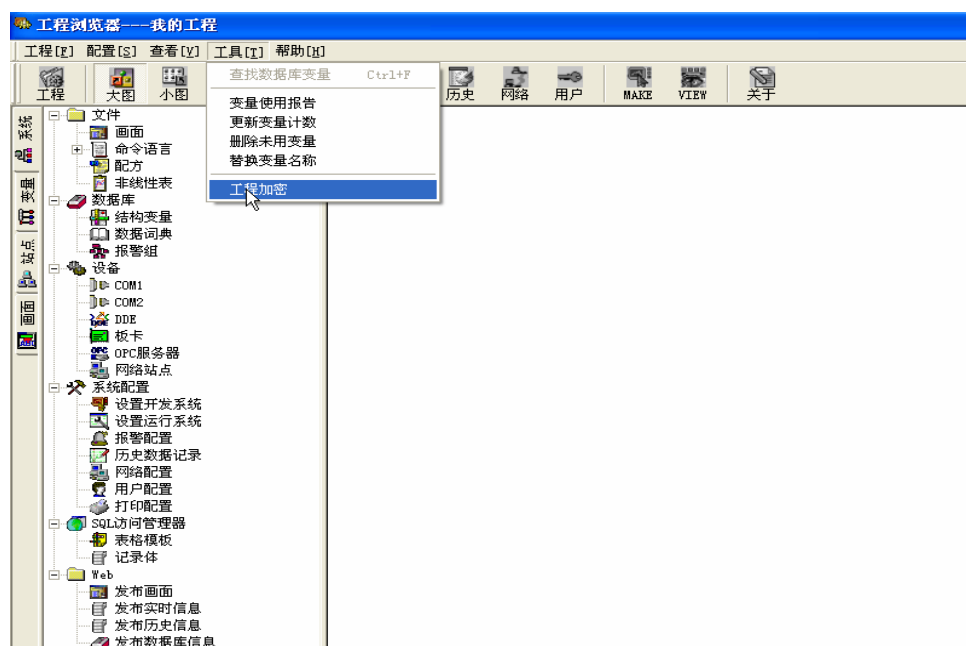 工程浏览器---我的工程
工程[F] 配置[S] 查看[V] 工具[T] 帮助[H]
工程 大图 小图 历史 网络 用户 MAKE VIEW 关于
查找数据库变量 Ctrl+F
变量使用报告
更新变量计数
删除未用变量
替换变量名称
工程加密
系统
变量
站点
画面
文件
画面
命令语言
配方
非线性表
数据库
结构变量
数据词典
报警组
设备
COM1
COM2
DDE
板卡
OPC服务器
网络站点
系统配置
设置开发系统
设置运行系统
报警配置
历史数据记录
网络配置
用户配置
打印配置
SQL访问管理器
表格模板
记录体
Web
发布画面
发布实时信息
发布历史信息
发布数据库信息